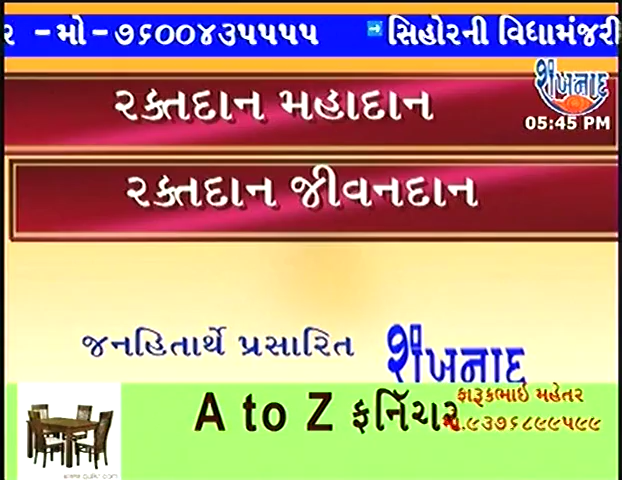 ર - મો - ૭૬૦૦૪૩૫૫૫૫ સિહોરની વિદ્યામંજરી
શંખનાદ
05:45 PM
રક્તદાન મહાદાન
રક્તદાન જીવનદાન
જનહિતાર્થે પ્રસારિત શંખનાદ
A to Z ફર્નિચર
ફારૂકભાઈ મહેતર
મો.૯૩૭૬૮૯૯૫૯૯